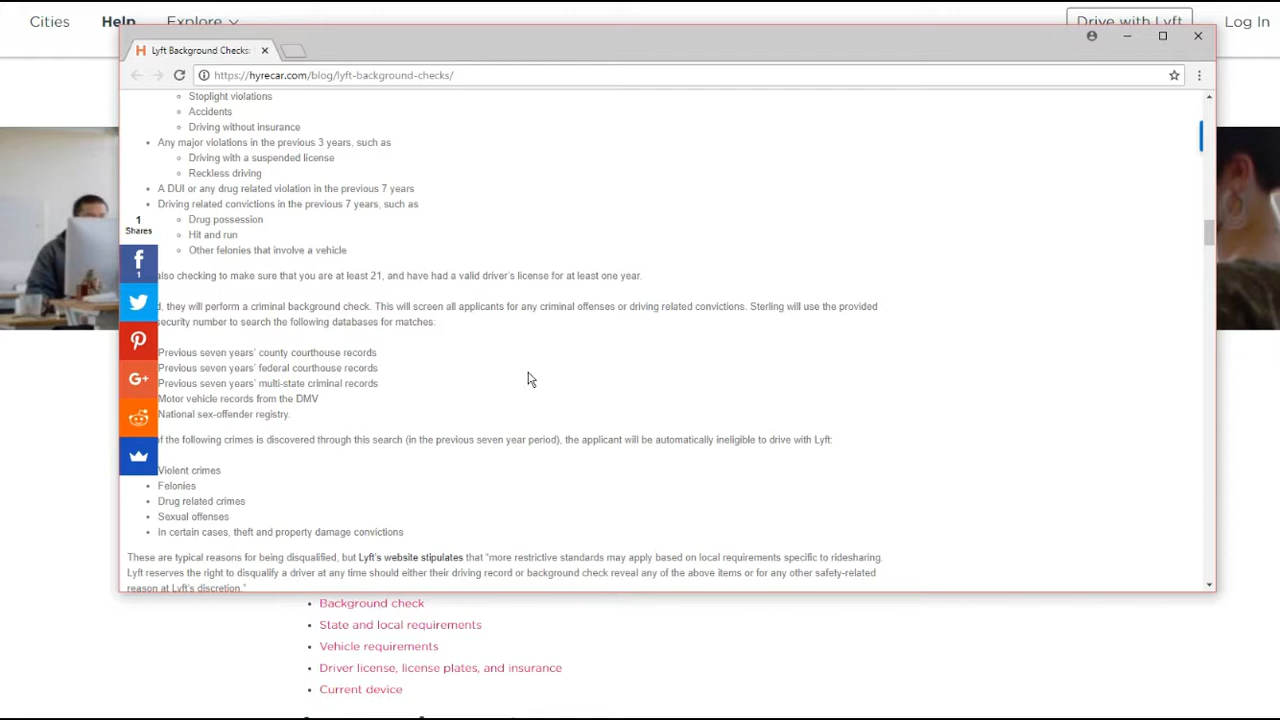 Cities
Help
Explore
Drive with Lyft
Log In
Lyft Background Checks:
https://hyrecar.com/blog/lyft-background-checks/
Stoplight violations
Accidents
Driving without insurance
Any major violations in the previous 3 years, such as
Driving with a suspended license
Reckless driving
A DUI or any drug related violation in the previous 7 years
Driving related convictions in the previous 7 years, such as
Drug possession
1
Shares
Hit and run
Other felonies that involve a vehicle
1
also checking to make sure that you are at least 21, and have had a valid driver's license for at least one year.
they will perform a criminal background check. This will screen all applicants for any criminal offenses or driving related convictions. Sterling will use the provided
security number to search the following databases for matches:
Previous seven years' county courthouse records
Previous seven years' federal courthouse records
Previous seven years' multi-state criminal records
Motor vehicle records from the DMV
National sex-offender registry.
of the following crimes is discovered through this search (in the previous seven year period), the applicant will be automatically ineligible to drive with Lyft:
Violent crimes
Felonies
Drug related crimes
Sexual offenses
In certain cases, theft and property damage convictions
These are typical reasons for being disqualified, but Lyft's website stipulates that "more restrictive standards may apply based on local requirements specific to ridesharing.
Lyft reserves the right to disqualify a driver at any time should either their driving record or background check reveal any of the above items or for any other safety-related
reason at Lyft's discretion."
Background check
State and local requirements
Vehicle requirements
Driver license, license plates, and insurance
Current device